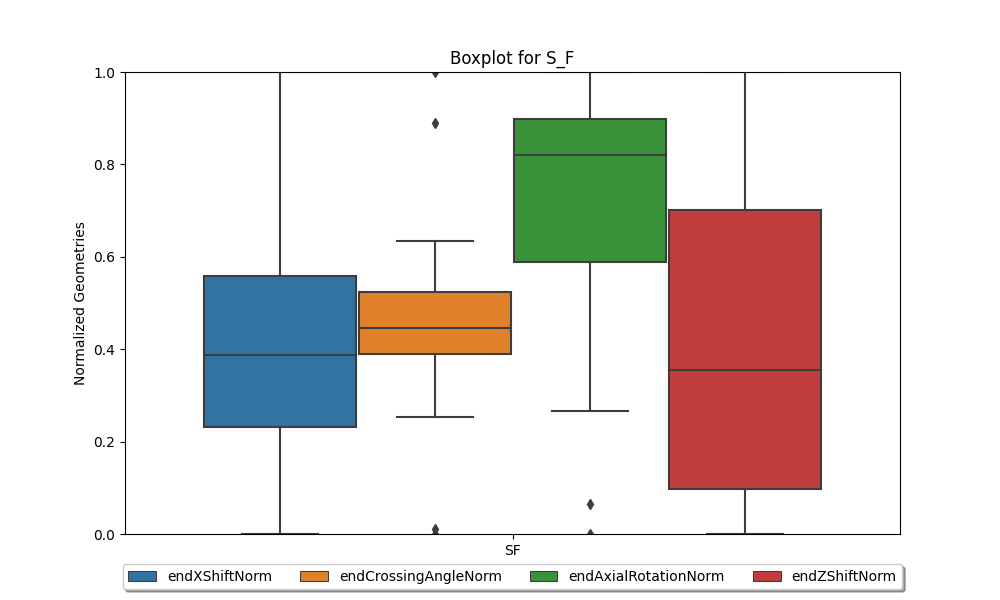 Boxplot for S_F
1.0
0.8
0.6
0.4
0.2
0.0
Normalized Geometries
SF
endXShiftNorm endCrossingAngleNorm endAxialRotationNorm endZShiftNorm